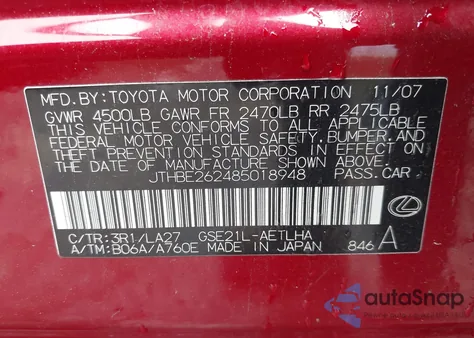 MFD.BY:TOYOTA MOTOR CORPORATION 11/07
GVWR 4500LB GAWR FR 2470LB RR 2475LB
THIS VEHICLE CONFORMS TO ALL APPLICABLE
FEDERAL MOTOR VEHICLE SAFETY,BUMPER,AND
THEFT PREVENTION STANDARDS IN EFFECT ON
THE DATE OF MANUFACTURE SHOWN ABOVE.
JTHBE262485018948 PASS.CAR
C/TR:3R1/LA27 GSE21L-AETLHA
A/TM:B06A/A760E MADE IN JAPAN 846 A
autoSnap